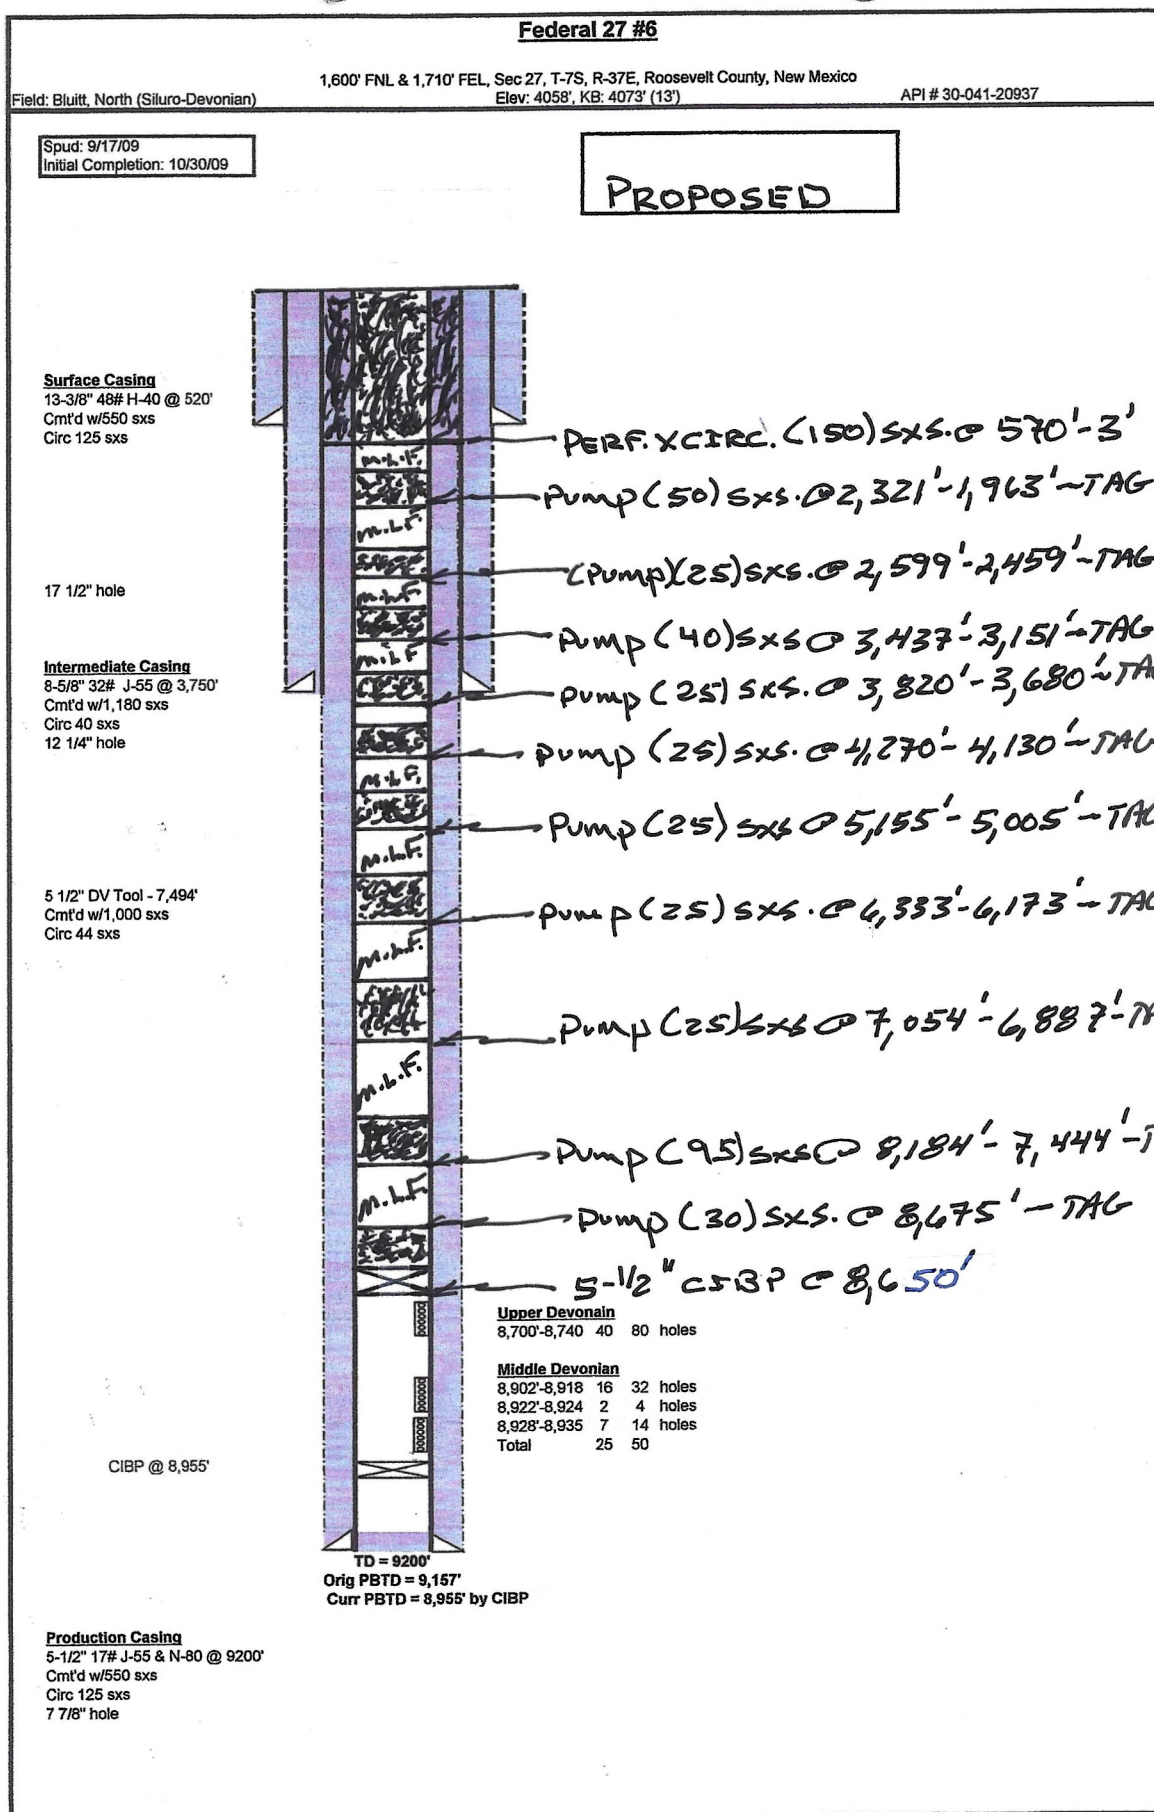 Federal 27 #6
1,600' FNL & 1,710' FEL, Sec 27, T-7S, R-37E, Roosevelt County, New Mexico
Field: Bluitt, North (Siluro-Devonian) Elev: 4058', KB: 4073' (13') API # 30-041-20937
Spud: 9/17/09
Initial Completion: 10/30/09
PROPOSED
Surface Casing
13-3/8" 48# H-40 @ 520'
Cmt'd w/550 sxs
Circ 125 sxs
PERF. X CIRC. (150) SXS. @ 570'-3'
M.L.F.
Pump (50) SXS. @ 2,321'-1,963' - TAG
M.L.F.
(Pump)(25) SXS. @ 2,599'-2,459' - TAG
17 1/2" hole
M.L.F.
Pump (40) SXS @ 3,437'-3,151' - TAG
M.L.F
Intermediate Casing
8-5/8" 32# J-55 @ 3,750'
Cmt'd w/1,180 sxs
Circ 40 sxs
12 1/4" hole
Pump (25) SXS. @ 3,820'-3,680' - TA
Pump (25) SXS. @ 4,270'-4,130' - TAG
M.L.F.
Pump (25) SXS @ 5,155'-5,005' - TAG
M.L.F.
5 1/2" DV Tool - 7,494'
Cmt'd w/1,000 sxs
Circ 44 sxs
Pump (25) SXS. @ 6,333'-6,173' - TAG
M.L.F.
Pump (25) SXS @ 7,054'-6,887' - TA
M.L.F.
Pump (95) SXS @ 8,184'-7,444' - T
M.L.F.
Pump (30) SXS. @ 8,675' - TAG
5-1/2" CIBP @ 8,650'
Upper Devonain
8,700'-8,740 40 80 holes
Middle Devonian
8,902'-8,918 16 32 holes
8,922'-8,924 2 4 holes
8,928'-8,935 7 14 holes
Total 25 50
CIBP @ 8,955'
TD = 9200'
Orig PBTD = 9,157'
Curr PBTD = 8,955' by CIBP
Production Casing
5-1/2" 17# J-55 & N-80 @ 9200'
Cmt'd w/550 sxs
Circ 125 sxs
7 7/8" hole